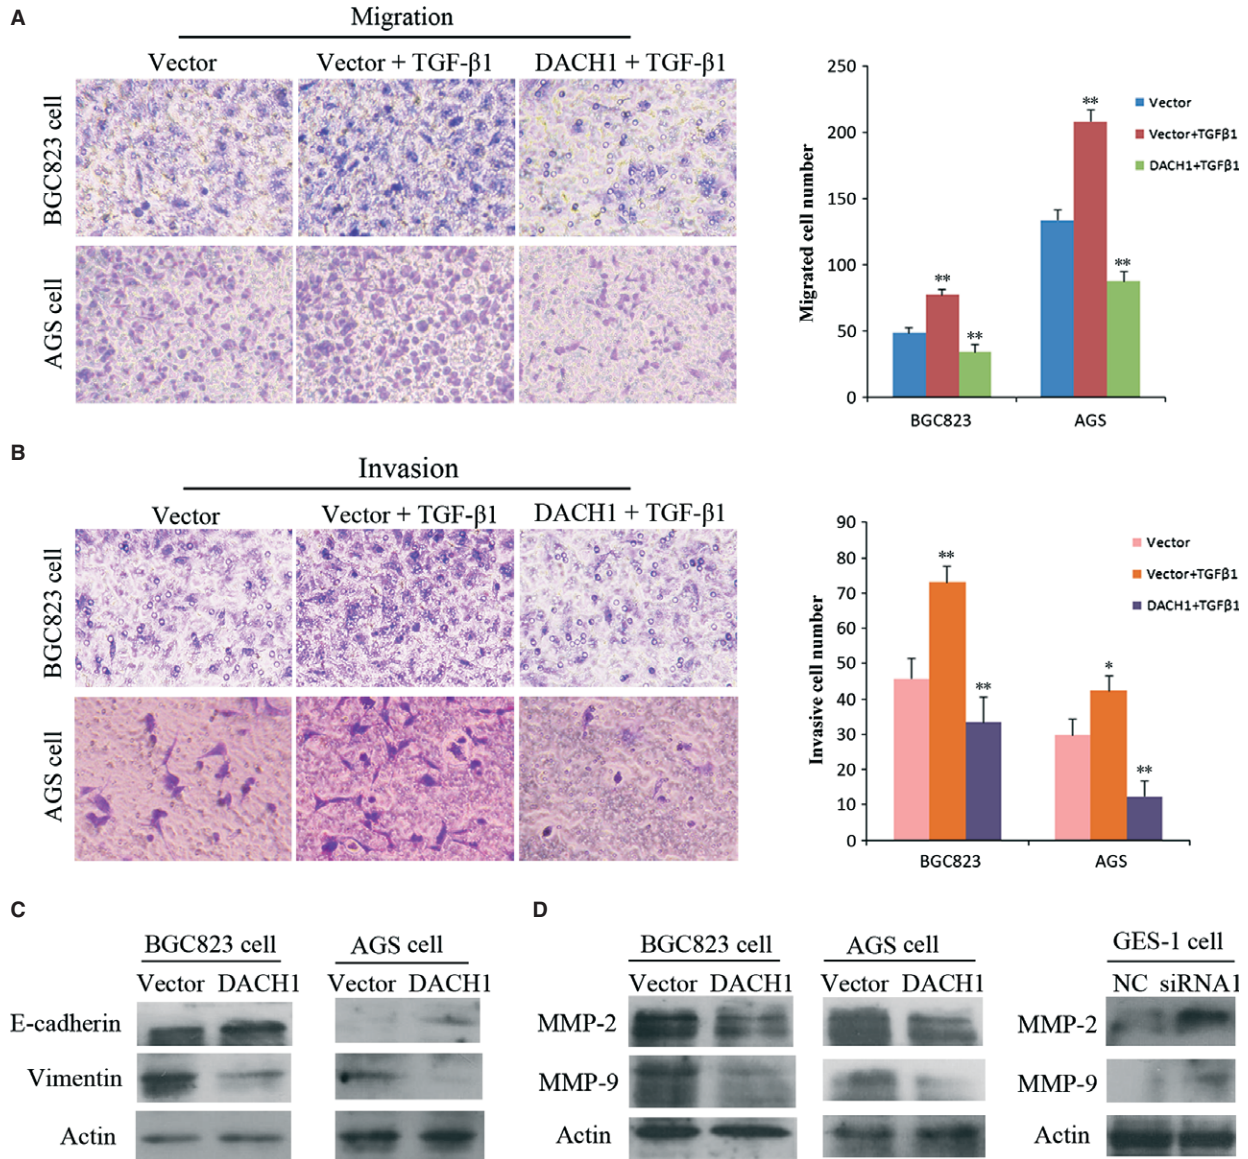 A
Migration
Vector
Vector + TGF-β1
DACH1 + TGF-β1
BGC823 cell
AGS cell
Migrated cell number
250
200
150
100
50
0
**
**
**
**
BGC823
AGS
Vector
Vector+TGFβ1
DACH1+TGFβ1
B
Invasion
Vector
Vector + TGF-β1
DACH1 + TGF-β1
BGC823 cell
AGS cell
Invasive cell number
90
80
70
60
50
40
30
20
10
0
**
**
*
**
BGC823
AGS
Vector
Vector+TGFβ1
DACH1+TGFβ1
C
BGC823 cell
AGS cell
Vector DACH1
Vector DACH1
E-cadherin
Vimentin
Actin
D
BGC823 cell
AGS cell
GES-1 cell
Vector DACH1
Vector DACH1
NC siRNA1
MMP-2
MMP-9
Actin
MMP-2
MMP-9
Actin